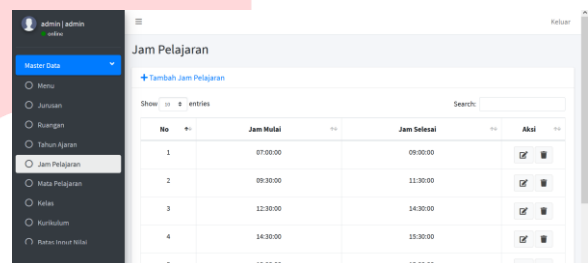 admin | admin
online
Keluar
Master Data
Menu
Jurusan
Ruangan
Tahun Ajaran
Jam Pelajaran
Mata Pelajaran
Kelas
Kurikulum
Batas Input Nilai
Jam Pelajaran
Tambah Jam Pelajaran
Show 10 entries
Search:
No Jam Mulai Jam Selesai Aksi
1 07:00:00 09:00:00
2 09:30:00 11:30:00
3 12:30:00 14:30:00
4 14:30:00 15:30:00